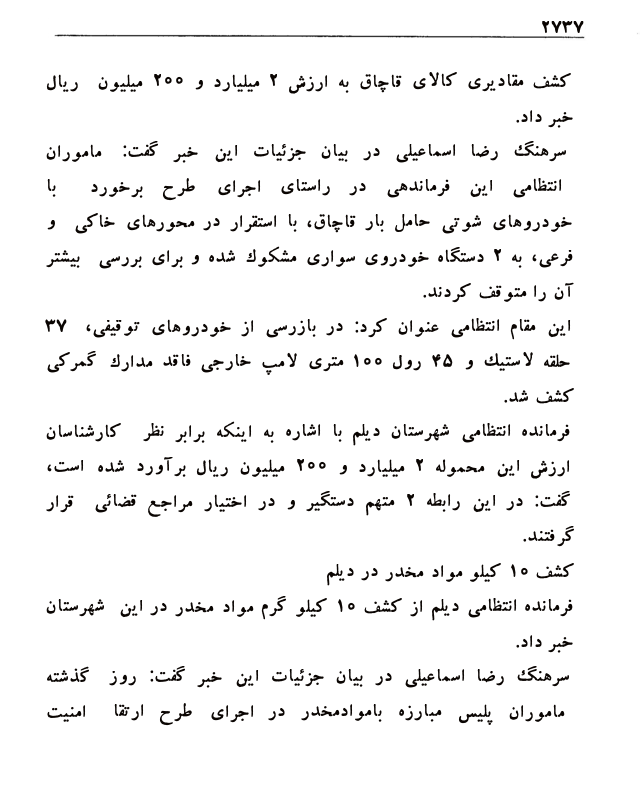 ۲۷۳۷
کشف مقادیری کالای قاچاق به ارزش ۲ میلیارد و ۲۰۰ میلیون ریال
خبر داد.
سرهنگ رضا اسماعیلی در بیان جزئیات این خبر گفت: ماموران
انتظامی این فرماندهی در راستای اجرای طرح برخورد با
خودروهای شوتی حامل بار قاچاق، با استقرار در محورهای خاکی و
فرعی، به ۲ دستگاه خودروی سواری مشکوك شده و برای بررسی بیشتر
آن را متوقف کردند.
این مقام انتظامی عنوان کرد: در بازرسی از خودروهای توقیفی، ۳۷
حلقه لاستیك و ۴۵ رول ۱۰۰ متری لامپ خارجی فاقد مدارك گمرکی
کشف شد.
فرمانده انتظامی شهرستان دیلم با اشاره به اینکه برابر نظر کارشناسان
ارزش این محموله ۲ میلیارد و ۲۰۰ میلیون ریال برآورد شده است،
گفت: در این رابطه ۲ متهم دستگیر و در اختیار مراجع قضائی قرار
گرفتند.
کشف ۱۰ کیلو مواد مخدر در دیلم
فرمانده انتظامی دیلم از کشف ۱۰ کیلو گرم مواد مخدر در این شهرستان
خبر داد.
سرهنگ رضا اسماعیلی در بیان جزئیات این خبر گفت: روز گذشته
ماموران پلیس مبارزه باموادمخدر در اجرای طرح ارتقا امنیت